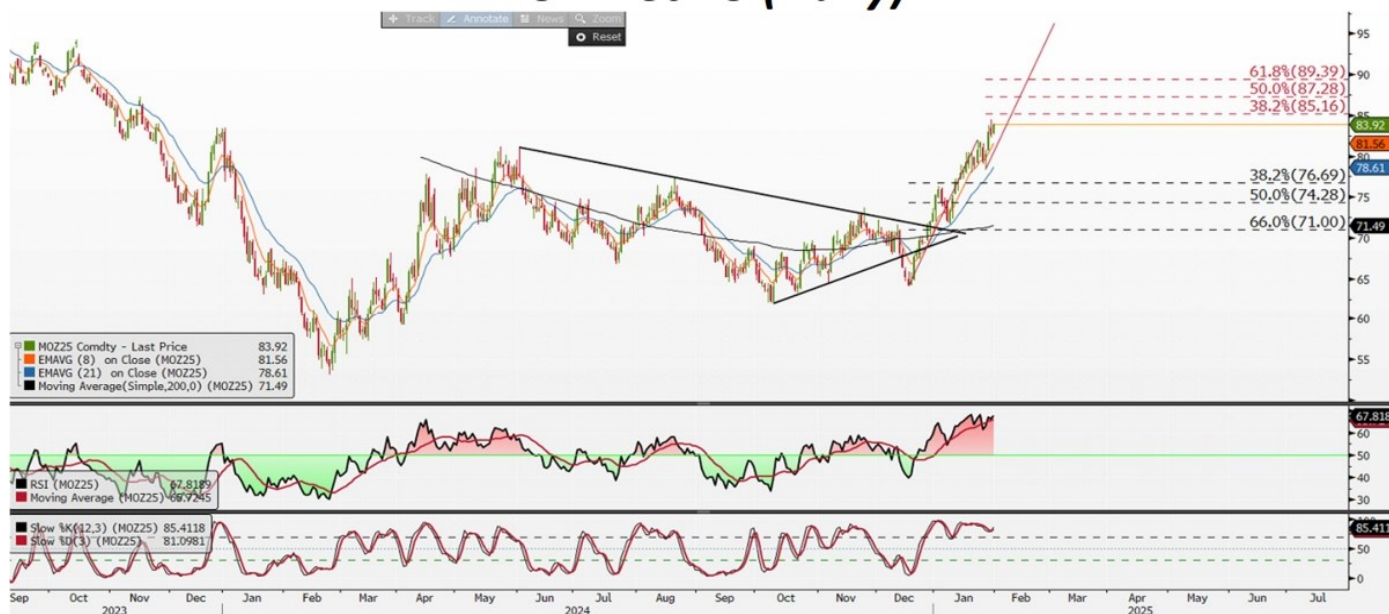 Track Annotate News Zoom
Reset
95
90
85
80
75
70
65
60
55
61.8%(89.39)
50.0%(87.28)
38.2%(85.16)
83.92
81.56
78.61
38.2%(76.69)
50.0%(74.28)
66.0%(71.00)
71.49
MOZ25 Comdty - Last Price 83.92
EMAVG (8) on Close (MOZ25) 81.56
EMAVG (21) on Close (MOZ25) 78.61
Moving Average(Simple,200,0) (MOZ25) 71.49
67.818
60
50
40
30
RSI (MOZ25) 67.8189
Moving Average (MOZ25) 65.7245
Slow %K(12,3) (MOZ25) 85.4118
Slow %D(3) (MOZ25) 81.0981
85.411
50
0
Sep Oct Nov Dec Jan Feb Mar Apr May Jun Jul Aug Sep Oct Nov Dec Jan Feb Mar Apr May Jun Jul
2023 2024 2025